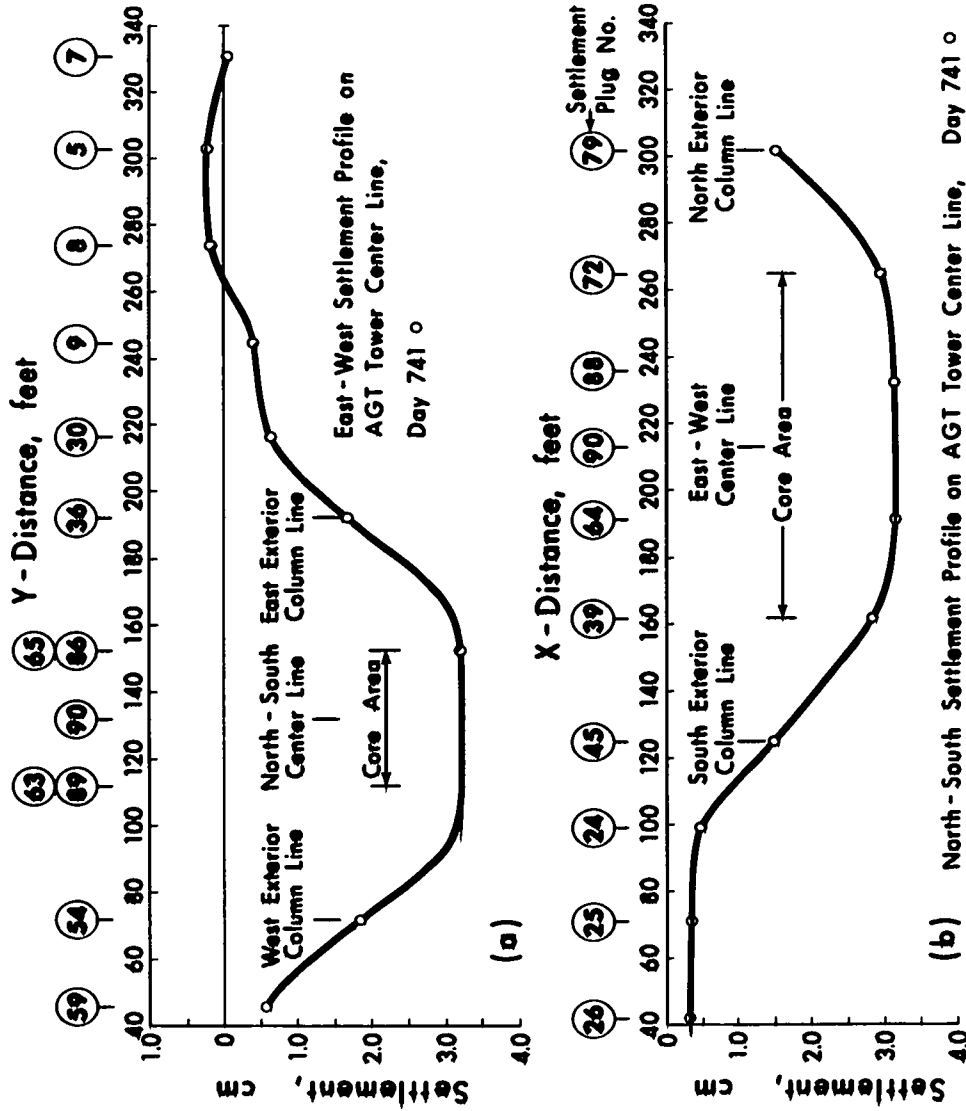 Y-Distance, feet
59 54 63 90 65 36 30 9 8 5 7
89 86
40 60 80 100 120 140 160 180 200 220 240 260 280 300 320 340
1.0
0
1.0
2.0
3.0
4.0
Settlement, cm
West Exterior
Column Line
North-South
Center Line
East Exterior
Column Line
Core Area
East-West Settlement Profile on
AGT Tower Center Line,
Day 741
(a)
X-Distance, feet
26 25 24 45 39 64 90 88 72 79
Settlement
Plug No.
40 60 80 100 120 140 160 180 200 220 240 260 280 300 320 340
0
1.0
2.0
3.0
4.0
Settlement, cm
South Exterior
Column Line
East-West
Center Line
North Exterior
Column Line
Core Area
(b)
North-South Settlement Profile on AGT Tower Center Line, Day 741